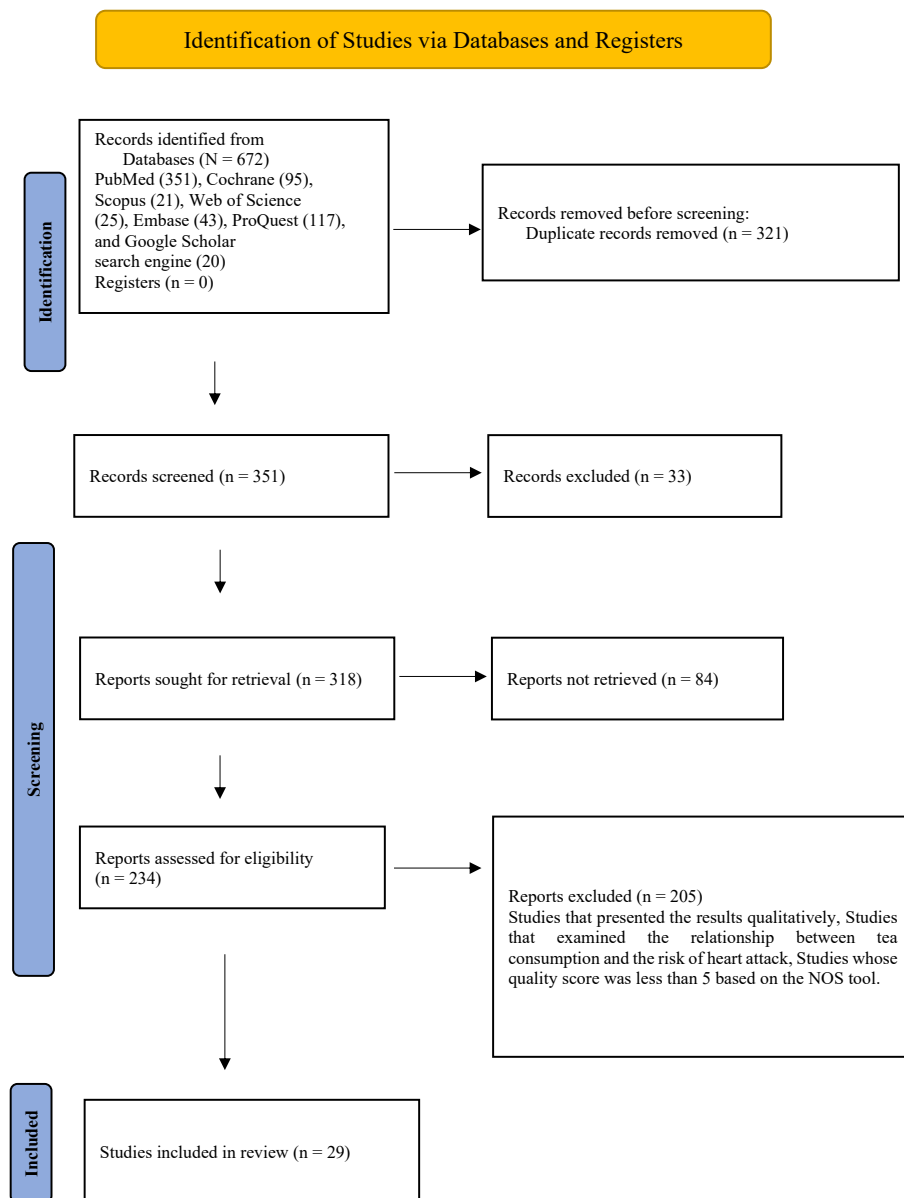 Identification of Studies via Databases and Registers
Identification
Records identified from
Databases (N = 672)
PubMed (351), Cochrane (95),
Scopus (21), Web of Science
(25), Embase (43), ProQuest (117),
and Google Scholar
search engine (20)
Registers (n = 0)
Records removed before screening:
Duplicate records removed (n = 321)
Records screened (n = 351)
Records excluded (n = 33)
Screening
Reports sought for retrieval (n = 318)
Reports not retrieved (n = 84)
Reports assessed for eligibility
(n = 234)
Reports excluded (n = 205)
Studies that presented the results qualitatively, Studies
that examined the relationship between tea
consumption and the risk of heart attack, Studies whose
quality score was less than 5 based on the NOS tool.
Included
Studies included in review (n = 29)